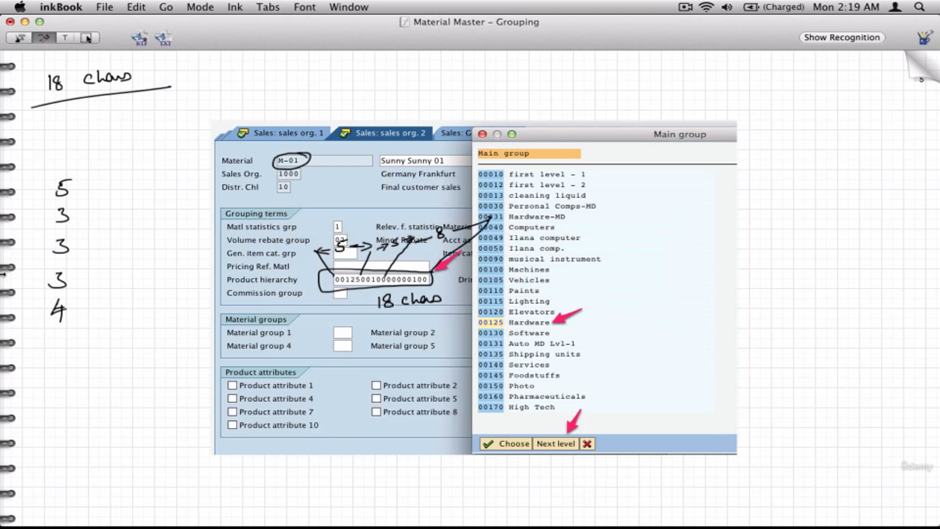 inkBook File Edit Go Mode Ink Tabs Font Window (Charged) Mon 2:19 AM
Material Master - Grouping
T Show Recognition
5
18 chars
Sales: sales org. 1 Sales: sales org. 2 Sales: G
Material M-01 Sunny Sunny 01
Sales Org. 1000 Germany Frankfurt
Distr. Chl 10 Final customer sales
Grouping terms
Matl statistics grp 1 Relev. f. statistic Materia
Volume rebate group Minor Rebate Acct as
Gen. item cat. grp
Pricing Ref. Matl
Product hierarchy 001250010000000100 Dri
Commission group
5 8
18 chars
Material groups
Material group 1 Material group 2
Material group 4 Material group 5
Product attributes
Product attribute 1 Product attribute 2
Product attribute 4 Product attribute 5
Product attribute 7 Product attribute 8
Product attribute 10
5
3
3
3
4
Main group
Main group
00010 first level - 1
00012 first level - 2
00013 cleaning liquid
00030 Personal Comps-MD
00031 Hardware-MD
00040 Computers
00049 Ilana computer
00050 Ilana comp.
00090 musical instrument
00100 Machines
00105 Vehicles
00110 Paints
00115 Lighting
00120 Elevators
00125 Hardware
00130 Software
00131 Auto MD Lvl-1
00135 Shipping units
00140 Services
00145 Foodstuffs
00150 Photo
00160 Pharmaceuticals
00170 High Tech
Choose Next level
Udemy